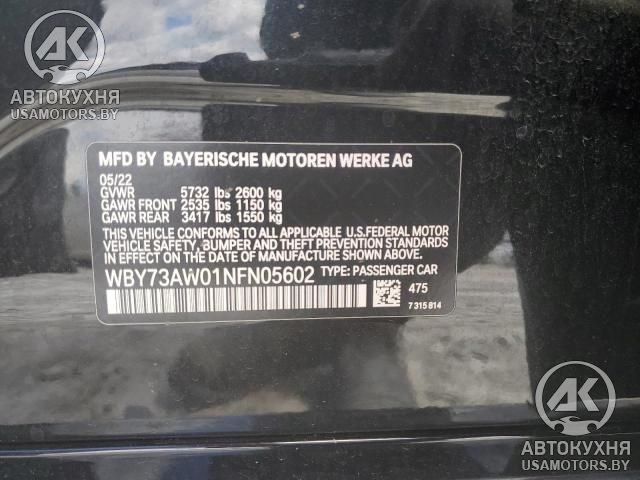 АК
АВТОКУХНЯ
USAMOTORS.BY
MFD BY BAYERISCHE MOTOREN WERKE AG
05/22
GVWR 5732 lbs 2600 kg
GAWR FRONT 2535 lbs 1150 kg
GAWR REAR 3417 lbs 1550 kg
THIS VEHICLE CONFORMS TO ALL APPLICABLE U.S.FEDERAL MOTOR
VEHICLE SAFETY, BUMPER AND THEFT PREVENTION STANDARDS
IN EFFECT ON THE DATE OF MANUFACTURE SHOWN ABOVE.
WBY73AW01NFN05602 TYPE: PASSENGER CAR
475
7 315 814
АК
АВТОКУХНЯ
USAMOTORS.BY